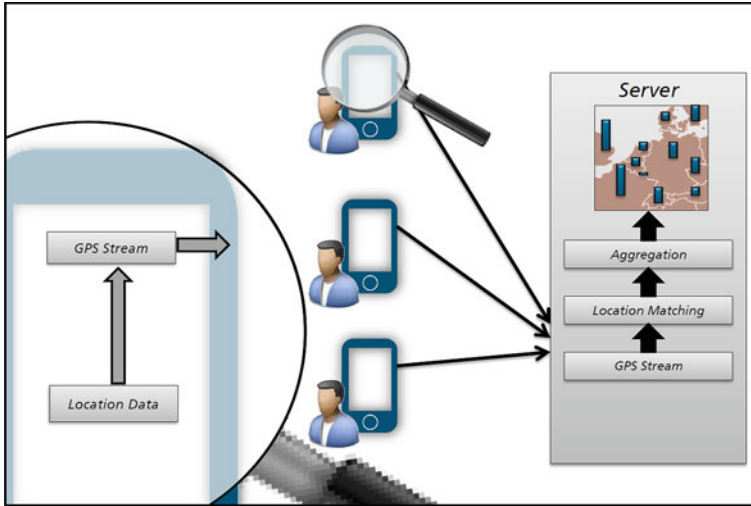 GPS Stream
Location Data
Server
Aggregation
Location Matching
GPS Stream